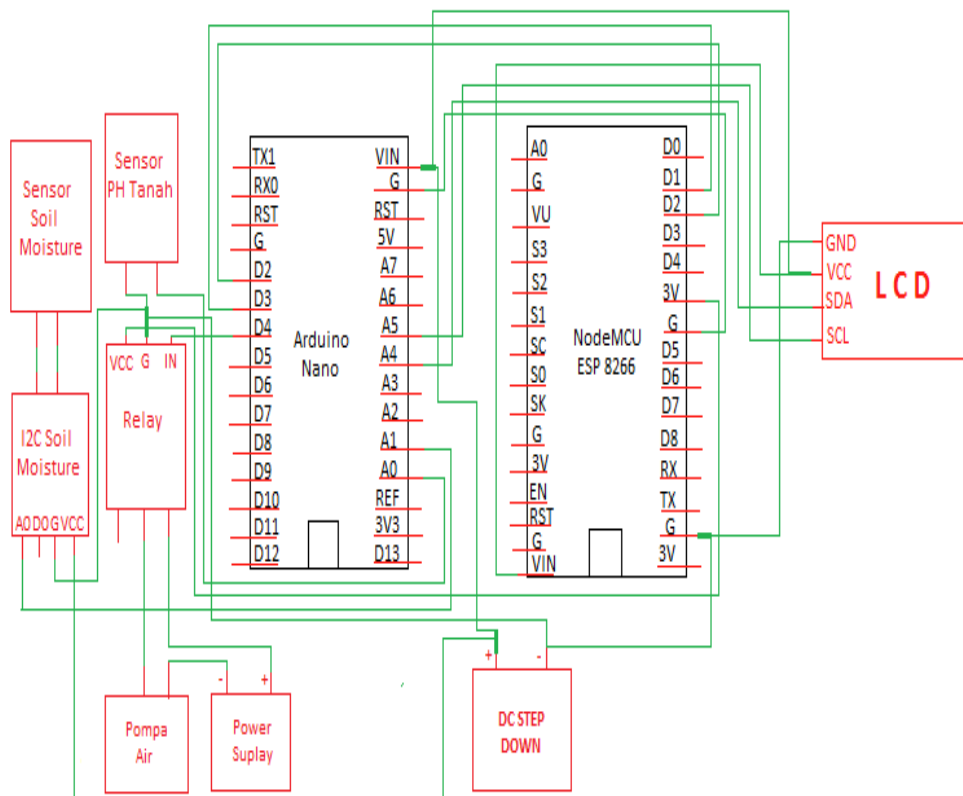 Sensor
Soil
Moisture
Sensor
PH Tanah
VCC G IN
Relay
I2C Soil
Moisture
AO DO G VCC
Pompa
Air
- +
Power
Suplay
TX1
RX0
RST
G
D2
D3
D4
D5
D6
D7
D8
D9
D10
D11
D12
Arduino
Nano
VIN
G
RST
5V
A7
A6
A5
A4
A3
A2
A1
A0
REF
3V3
D13
A0
G
VU
S3
S2
S1
SC
S0
SK
G
3V
EN
RST
G
VIN
NodeMCU
ESP 8266
D0
D1
D2
D3
D4
3V
G
D5
D6
D7
D8
RX
TX
G
3V
GND
VCC
SDA
SCL
LCD
+ -
DC STEP
DOWN